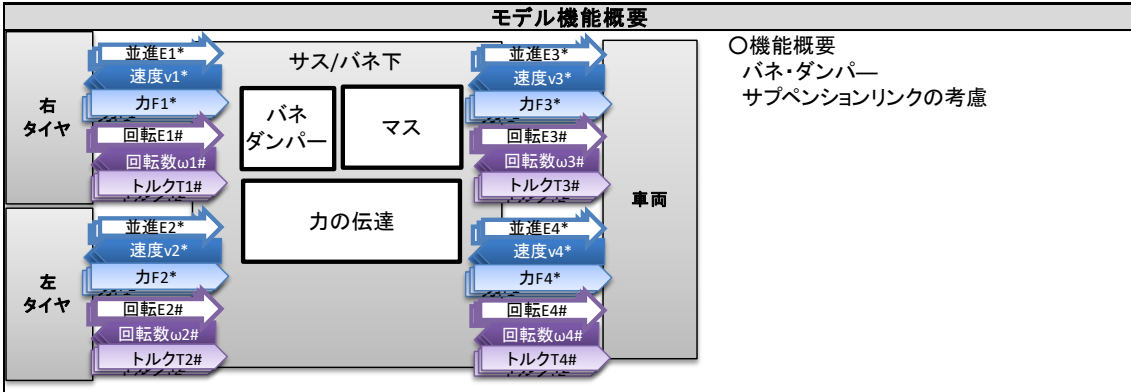 モデル機能概要
右
タイヤ
並進E1*
速度v1*
力F1*
回転E1#
回転数ω1#
トルクT1#
左
タイヤ
並進E2*
速度v2*
力F2*
回転E2#
回転数ω2#
トルクT2#
サス/バネ下
バネ
ダンパー
マス
力の伝達
並進E3*
速度v3*
力F3*
回転E3#
回転数ω3#
トルクT3#
並進E4*
速度v4*
力F4*
回転E4#
回転数ω4#
トルクT4#
車両
〇機能概要
バネ・ダンパ―
サプペンションリンクの考慮